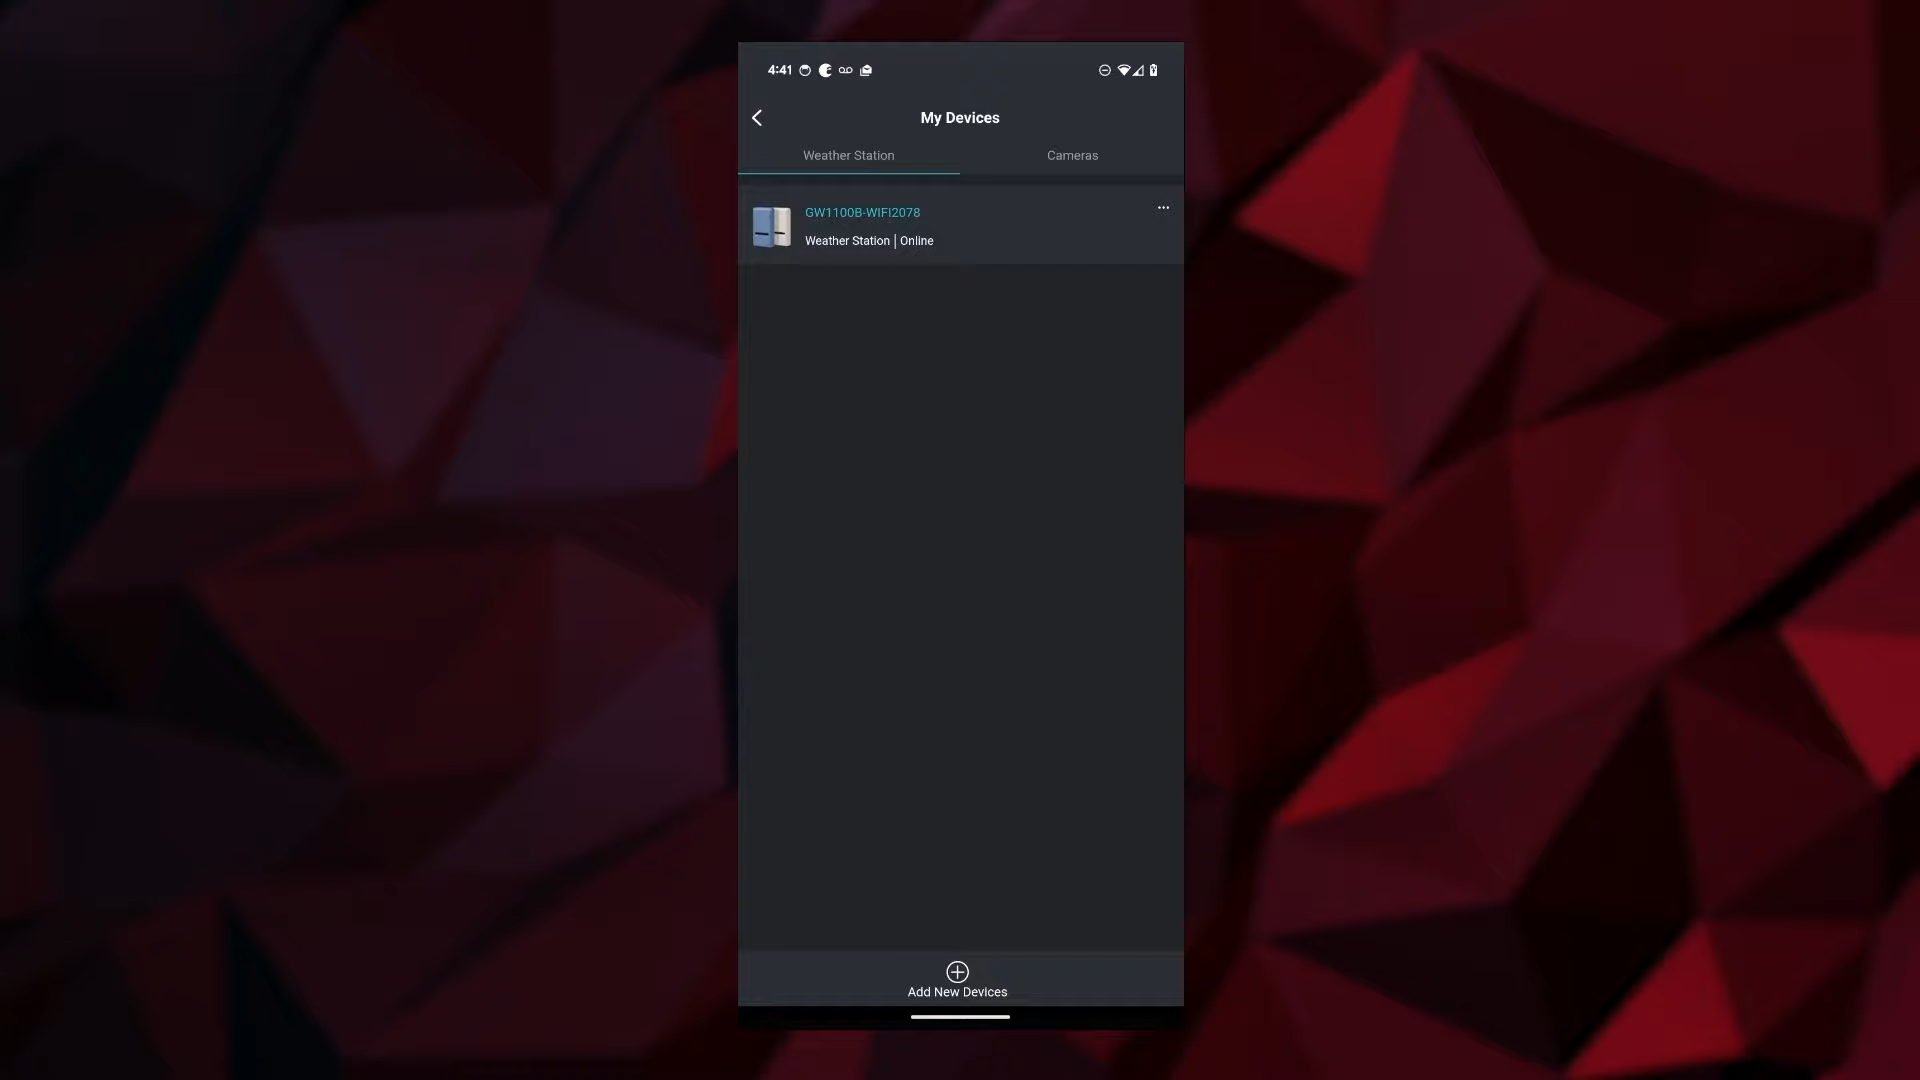 4:41
My Devices
Weather Station
Cameras
GW1100B-WIFI2078
Weather Station | Online
Add New Devices